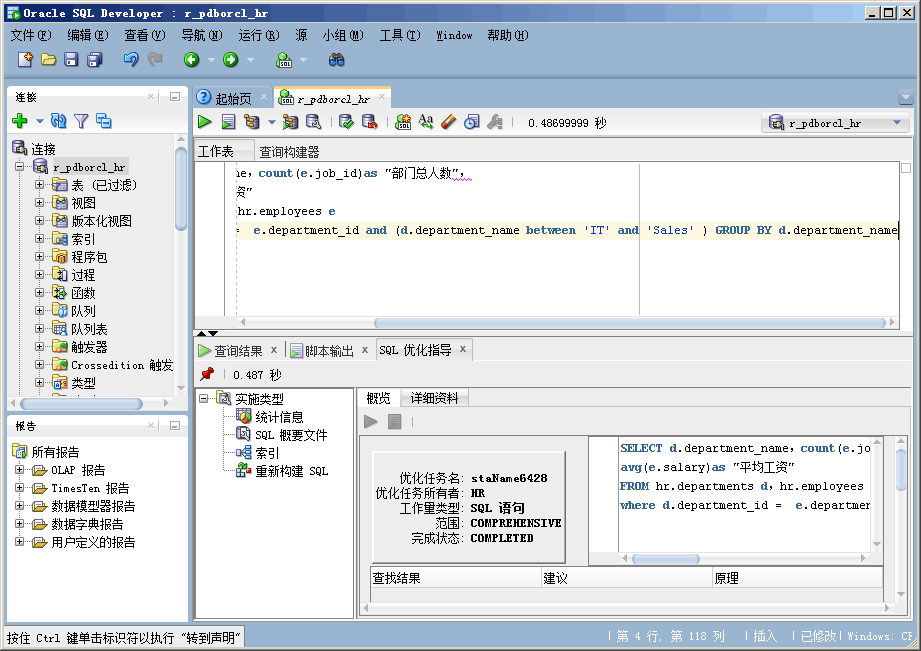 Oracle SQL Developer : r_pdborcl_hr
文件(F) 编辑(E) 查看(V) 导航(N) 运行(R) 源 小组(M) 工具(T) Window 帮助(H)
连接
连接
r_pdborcl_hr
表 (已过滤)
视图
版本化视图
索引
程序包
过程
函数
队列
队列表
触发器
Crossedition 触发
类型
报告
所有报告
OLAP 报告
TimesTen 报告
数据模型器报告
数据字典报告
用户定义的报告
起始页 r_pdborcl_hr
0.48699999 秒
r_pdborcl_hr
工作表 查询构建器
ne, count(e.job_id)as "部门总人数",
资"
hr.employees e
= e.department_id and (d.department_name between 'IT' and 'Sales' ) GROUP BY d.department_name
查询结果 x 脚本输出 x SQL 优化指导 x
0.487 秒
实施类型
统计信息
SQL 概要文件
索引
重新构建 SQL
概览 详细资料
优化任务名: staName6428
优化任务所有者: HR
工作量类型: SQL 语句
范围: COMPREHENSIVE
完成状态: COMPLETED
SELECT d.department_name, count(e.jo
avg(e.salary)as "平均工资"
FROM hr.departments d, hr.employees
where d.department_id = e.departmen
查找结果 建议 原理
按住 Ctrl 键单击标识符以执行 "转到声明"
第 4 行, 第 118 列 插入 已修改 Windows: CF